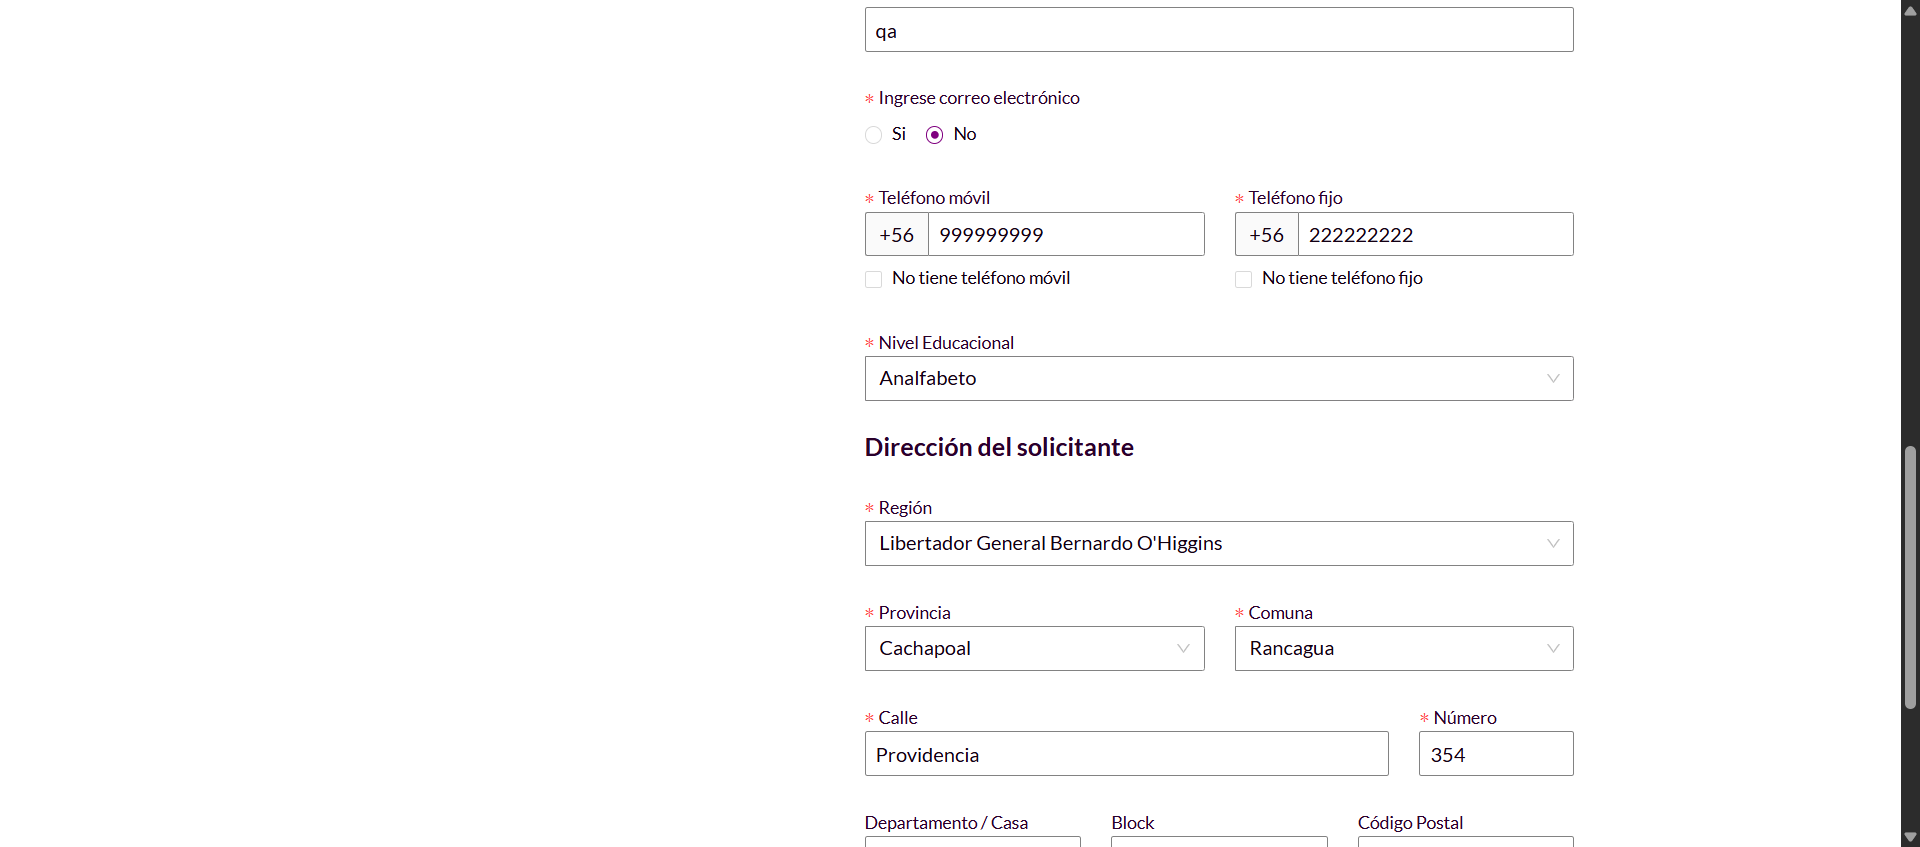 qa
* Ingrese correo electrónico
Si No
* Teléfono móvil * Teléfono fijo
+56 999999999 +56 222222222
No tiene teléfono móvil No tiene teléfono fijo
* Nivel Educacional
Analfabeto
Dirección del solicitante
* Región
Libertador General Bernardo O'Higgins
* Provincia * Comuna
Cachapoal Rancagua
* Calle * Número
Providencia 354
Departamento / Casa Block Código Postal